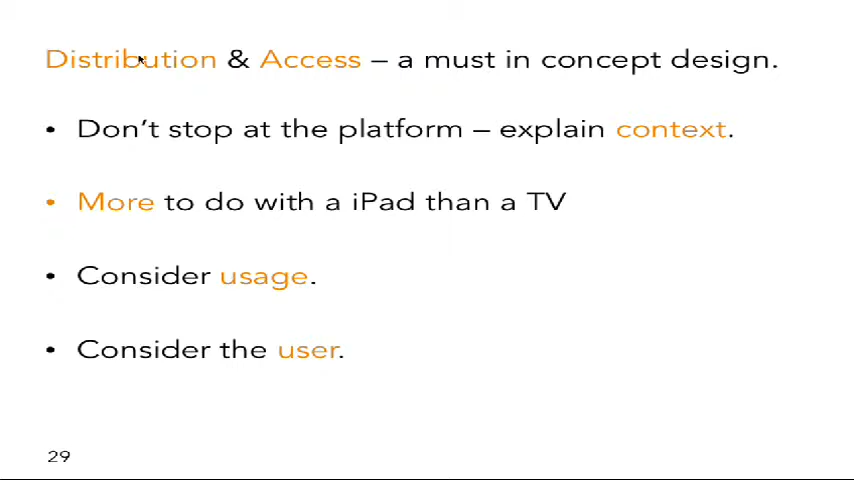 Distribution & Access – a must in concept design.
• Don't stop at the platform – explain context.
• More to do with a iPad than a TV
• Consider usage.
• Consider the user.
29